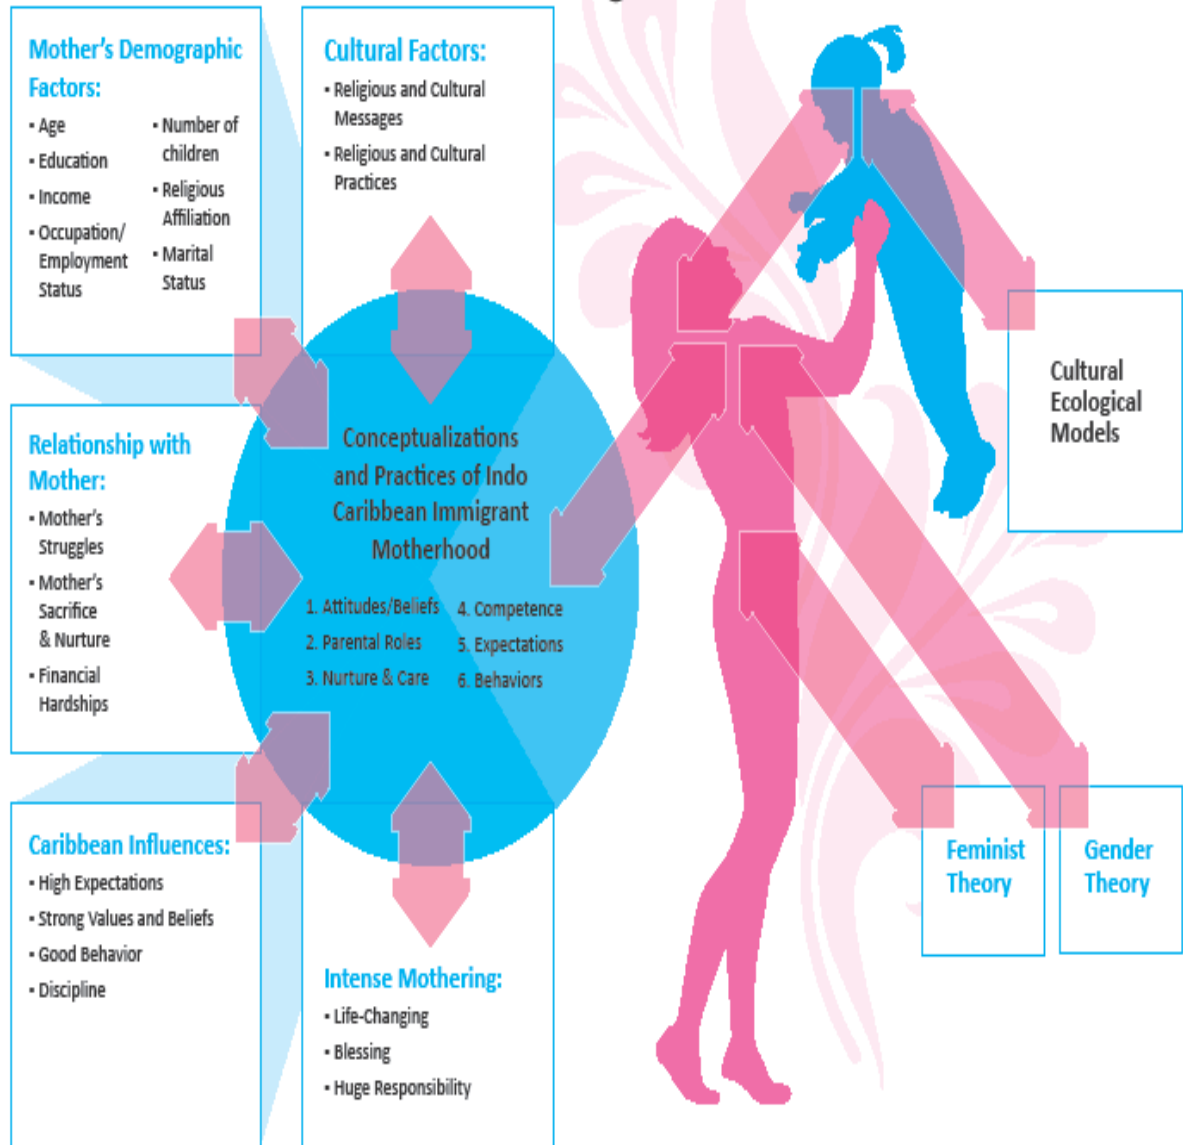 Mother's Demographic
Factors:
▪ Age
▪ Education
▪ Income
▪ Occupation/
Employment
Status
▪ Number of
children
▪ Religious
Affiliation
▪ Marital
Status
Cultural Factors:
▪ Religious and Cultural
Messages
▪ Religious and Cultural
Practices
Relationship with
Mother:
▪ Mother's
Struggles
▪ Mother's
Sacrifice
& Nurture
▪ Financial
Hardships
Conceptualizations
and Practices of Indo
Caribbean Immigrant
Motherhood
1. Attitudes/Beliefs
2. Parental Roles
3. Nurture & Care
4. Competence
5. Expectations
6. Behaviors
Cultural
Ecological
Models
Caribbean Influences:
▪ High Expectations
▪ Strong Values and Beliefs
▪ Good Behavior
▪ Discipline
Intense Mothering:
▪ Life-Changing
▪ Blessing
▪ Huge Responsibility
Feminist
Theory
Gender
Theory